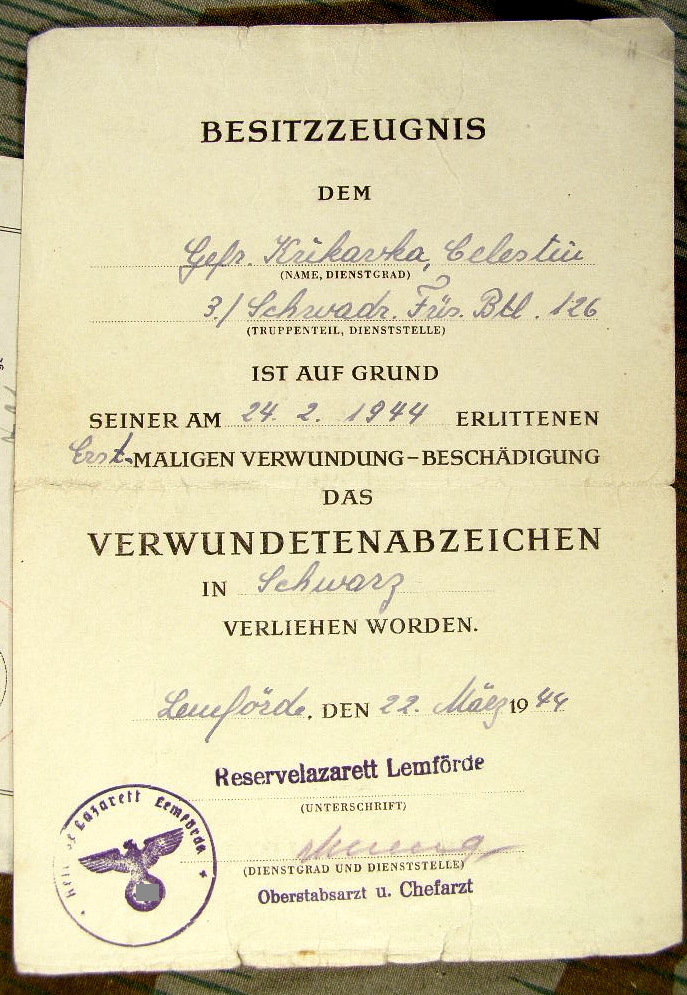 BESITZZEUGNIS
DEM
Gefr. Krikavka, Celestin
(NAME, DIENSTGRAD)
3./ Schwadr. Füs. Btl. 126
(TRUPPENTEIL, DIENSTSTELLE)
IST AUF GRUND
SEINER AM 24. 2. 1944 ERLITTENEN
Erst-MALIGEN VERWUNDUNG-BESCHÄDIGUNG
DAS
VERWUNDETENABZEICHEN
IN Schwarz
VERLIEHEN WORDEN.
Lemförde, DEN 22. März 1944
Reservelazarett Lemförde
(UNTERSCHRIFT)
(DIENSTGRAD UND DIENSTSTELLE)
Oberstabsarzt u. Chefarzt
Lazarett Lemförde